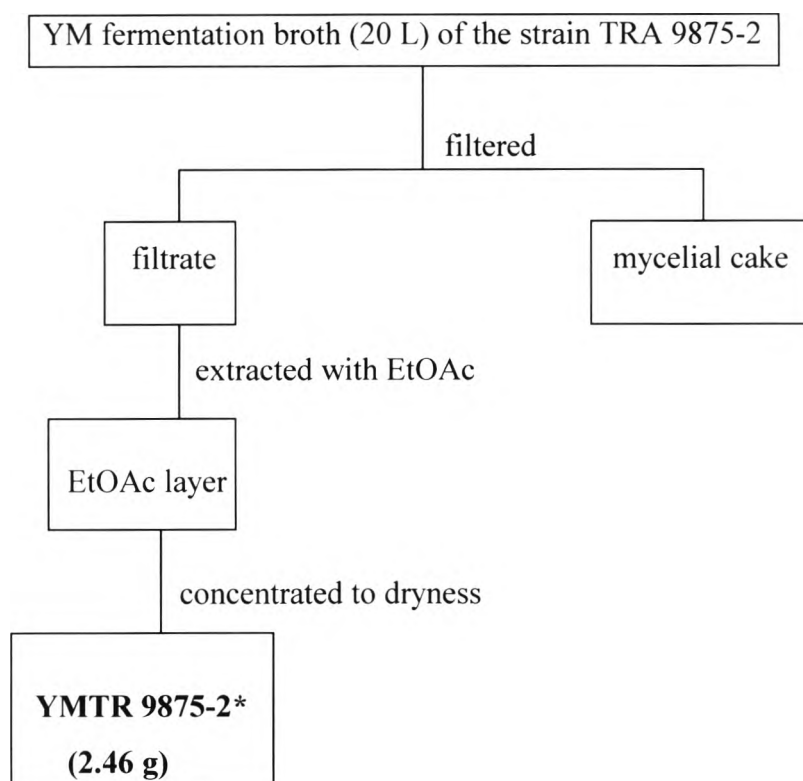 YM fermentation broth (20 L) of the strain TRA 9875-2
filtered
filtrate
mycelial cake
extracted with EtOAc
EtOAc layer
concentrated to dryness
YMTR 9875-2*
(2.46 g)